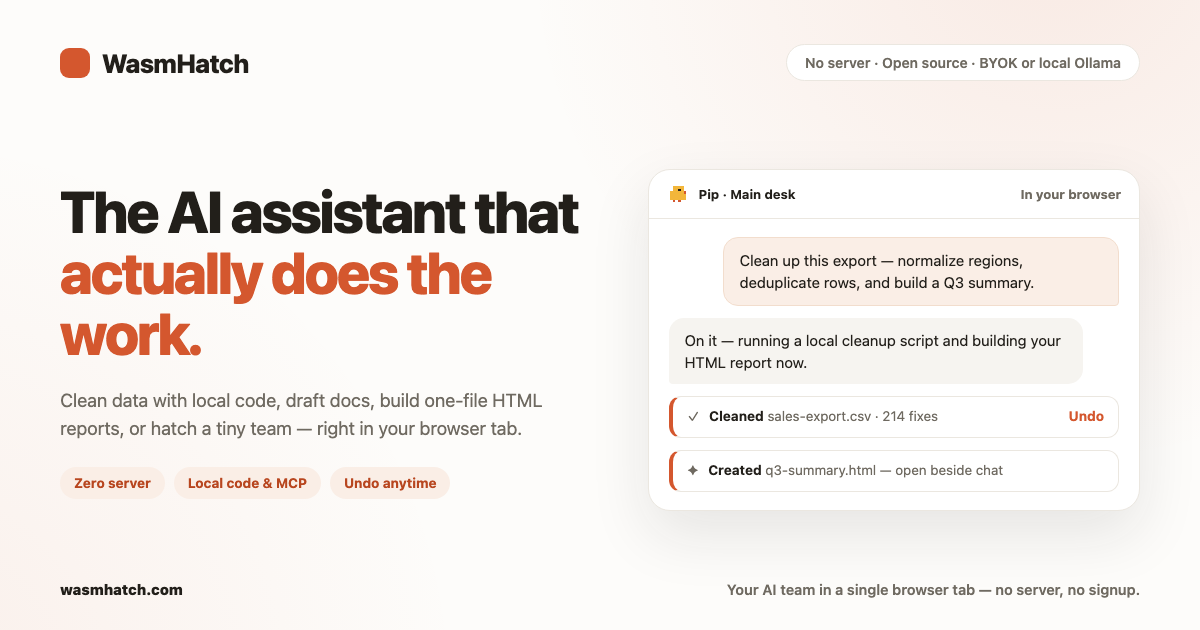 WasmHatch
No server · Open source · BYOK or local Ollama
The AI assistant that
actually does the
work.
Clean data with local code, draft docs, build one-file HTML
reports, or hatch a tiny team — right in your browser tab.
Zero server
Local code & MCP
Undo anytime
Pip · Main desk
In your browser
Clean up this export — normalize regions,
deduplicate rows, and build a Q3 summary.
On it — running a local cleanup script and building your
HTML report now.
✓ Cleaned sales-export.csv · 214 fixes
Undo
✦ Created q3-summary.html — open beside chat
wasmhatch.com
Your AI team in a single browser tab — no server, no signup.